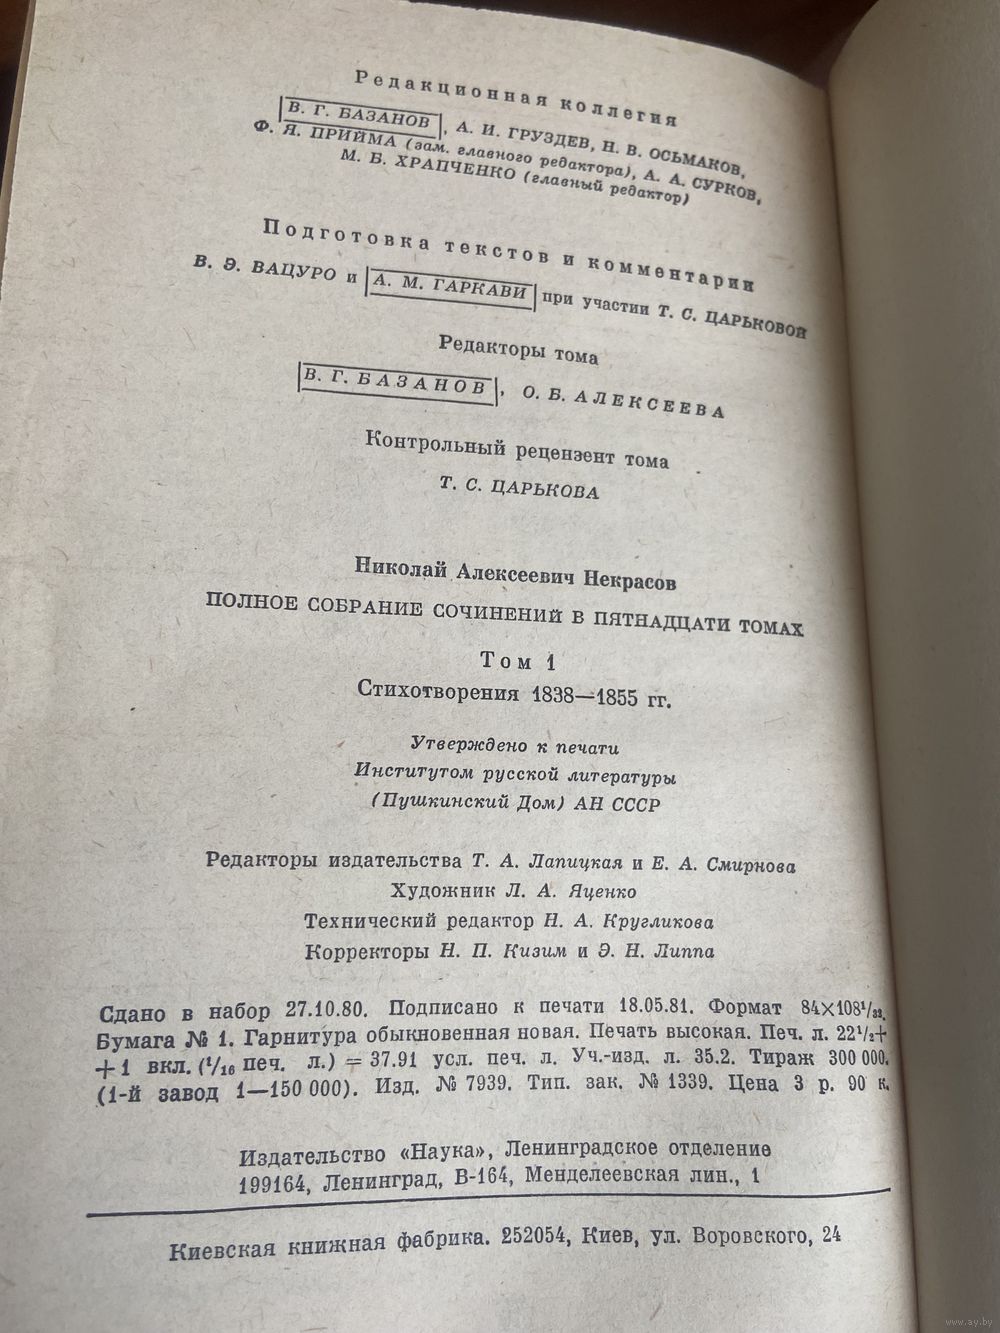 Редакционная коллегия
В. Г. БАЗАНОВ, А. И. ГРУЗДЕВ, Н. В. ОСЬМАКОВ,
Ф. Я. ПРИЙМА (зам. главного редактора), А. А. СУРКОВ,
М. Б. ХРАПЧЕНКО (главный редактор)
Подготовка текстов и комментарии
В. Э. ВАЦУРО и А. М. ГАРКАВИ при участии Т. С. ЦАРЬКОВОЙ
Редакторы тома
В. Г. БАЗАНОВ, О. Б. АЛЕКСЕЕВА
Контрольный рецензент тома
Т. С. ЦАРЬКОВА
Николай Алексеевич Некрасов
ПОЛНОЕ СОБРАНИЕ СОЧИНЕНИЙ В ПЯТНАДЦАТИ ТОМАХ
Том 1
Стихотворения 1838—1855 гг.
Утверждено к печати
Институтом русской литературы
(Пушкинский Дом) АН СССР
Редакторы издательства Т. А. Лапицкая и Е. А. Смирнова
Художник Л. А. Яценко
Технический редактор Н. А. Кругликова
Корректоры Н. П. Кизим и Э. Н. Липпа
Сдано в набор 27.10.80. Подписано к печати 18.05.81. Формат 84×108¹/₃₂.
Бумага № 1. Гарнитура обыкновенная новая. Печать высокая. Печ. л. 22¹/₂+
+1 вкл. (¹/₁₆ печ. л.) = 37.91 усл. печ. л. Уч.-изд. л. 35.2. Тираж 300 000.
(1-й завод 1—150 000). Изд. № 7939. Тип. зак. № 1339. Цена 3 р. 90 к.
Издательство «Наука», Ленинградское отделение
199164, Ленинград, В-164, Менделеевская лин., 1
Киевская книжная фабрика. 252054, Киев, ул. Воровского, 24
www.ay.by